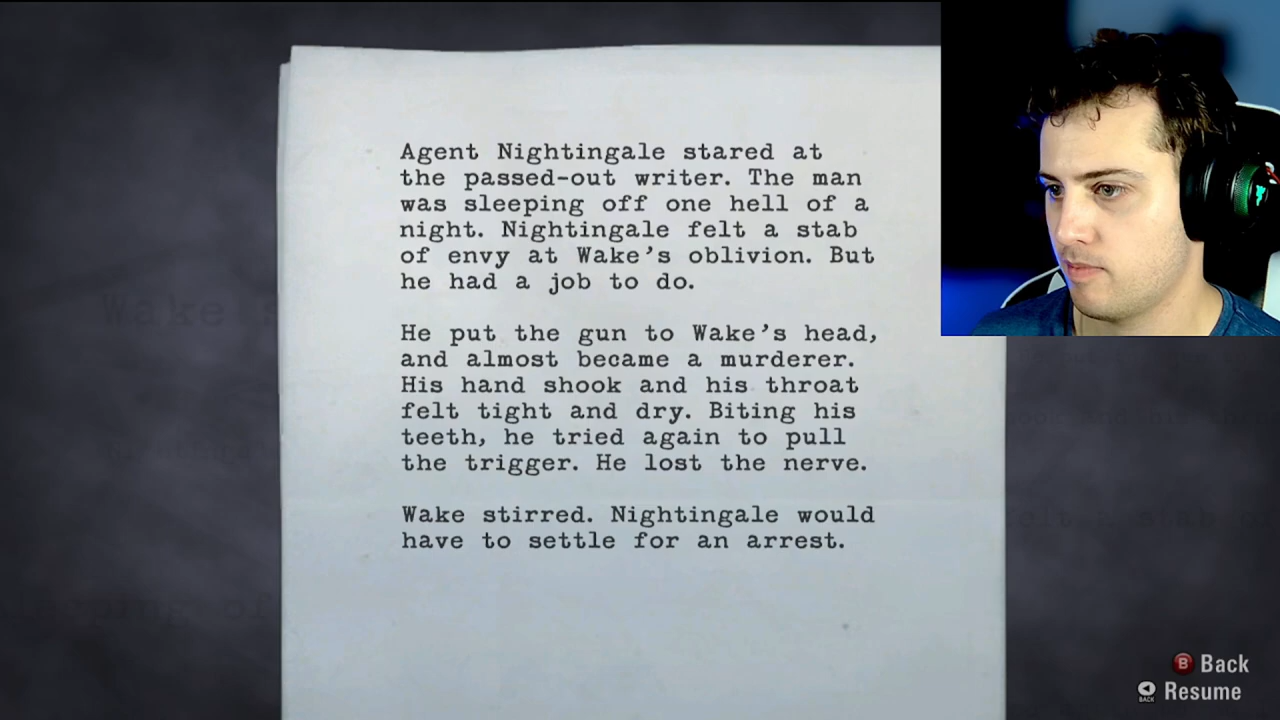 Agent Nightingale stared at
the passed-out writer. The man
was sleeping off one hell of a
night. Nightingale felt a stab
of envy at Wake's oblivion. But
he had a job to do.
He put the gun to Wake's head,
and almost became a murderer.
His hand shook and his throat
felt tight and dry. Biting his
teeth, he tried again to pull
the trigger. He lost the nerve.
Wake stirred. Nightingale would
have to settle for an arrest.
Wake
B Back
BACK Resume